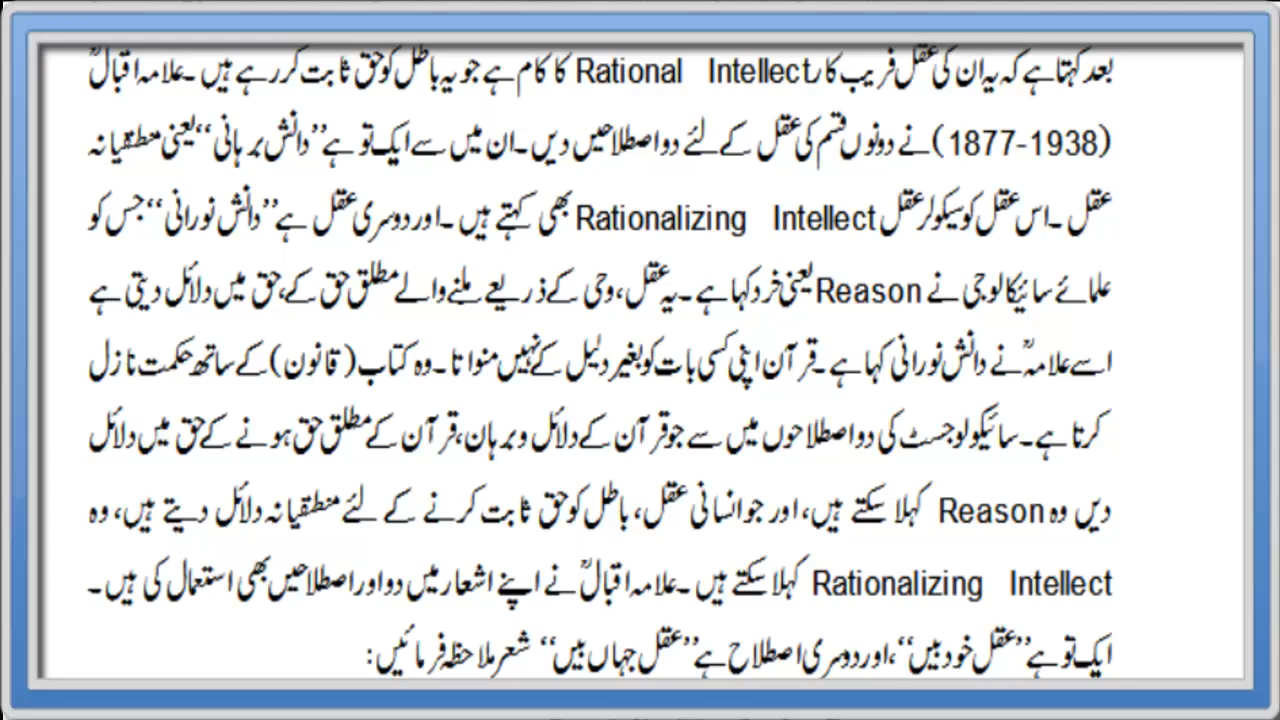 بعد کہتا ہے کہ یہ ان کی عقل فریب کار Rational Intellect کا کام ہے جو یہ باطل کو حق ثابت کر رہے ہیں۔ علامہ اقبالؒ
(1877-1938) نے دونوں قسم کی عقل کے لئے دو اصطلاحیں دیں۔ ان میں سے ایک تو ہے ’’دانش برہانی‘‘ یعنی منطقیانہ
عقل۔ اس عقل کو سیکولر عقل Rationalizing Intellect بھی کہتے ہیں۔ اور دوسری عقل ہے ’’دانش نورانی‘‘ جس کو
علمائے سائیکالوجی نے Reason یعنی خرد کہا ہے۔ یہ عقل، وحی کے ذریعے ملنے والے مطلق حق کے، حق میں دلائل دیتی ہے
اسے علامہؒ نے دانش نورانی کہا ہے۔ قرآن اپنی کسی بات کو بغیر دلیل کے نہیں منواتا۔ وہ کتاب (قانون) کے ساتھ حکمت نازل
کرتا ہے۔ سائیکولوجسٹ کی دو اصطلاحوں میں سے جو قرآن کے دلائل و برہان، قرآن کے مطلق حق ہونے کے حق میں دلائل
دیں وہ Reason کہلا سکتے ہیں، اور جو انسانی عقل، باطل کو حق ثابت کرنے کے لئے منطقیانہ دلائل دیتے ہیں، وہ
Rationalizing Intellect کہلا سکتے ہیں۔ علامہ اقبالؒ نے اپنے اشعار میں دو اور اصطلاحیں بھی استعمال کی ہیں۔
ایک تو ہے ’’عقل خود بیں‘‘، اور دوسری اصطلاح ہے ’’عقل جہاں بیں‘‘ شعر ملاحظہ فرمائیں: